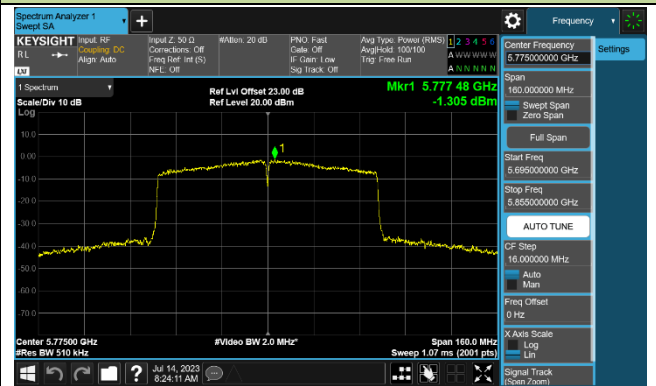 Spectrum Analyzer 1
Swept SA
+
Frequency
KEYSIGHT
RL
LXI
Input: RF
Coupling: DC
Align: Auto
Input Z: 50 Ω
Corrections: Off
Freq Ref: Int (S)
NFE: Off
#Atten: 20 dB
PNO: Fast
Gate: Off
IF Gain: Low
Sig Track: Off
Avg Type: Power (RMS)
Avg|Hold: 100/100
Trig: Free Run
1 2 3 4 5 6
A W W W W W
A N N N N N
1 Spectrum
Scale/Div 10 dB
Log
Ref Lvl Offset 23.00 dB
Ref Level 20.00 dBm
Mkr1 5.777 48 GHz
-1.305 dBm
10.0
0.00
-10.0
-20.0
-30.0
-40.0
-50.0
-60.0
-70.0
1
Center 5.77500 GHz
#Res BW 510 kHz
#Video BW 2.0 MHz*
Span 160.0 MHz
Sweep 1.07 ms (2001 pts)
Jul 14, 2023
8:24:11 AM
?
Center Frequency
5.775000000 GHz
Settings
Span
160.000000 MHz
Swept Span
Zero Span
Full Span
Start Freq
5.695000000 GHz
Stop Freq
5.855000000 GHz
AUTO TUNE
CF Step
16.000000 MHz
Auto
Man
Freq Offset
0 Hz
X Axis Scale
Log
Lin
Signal Track
(Span Zoom)